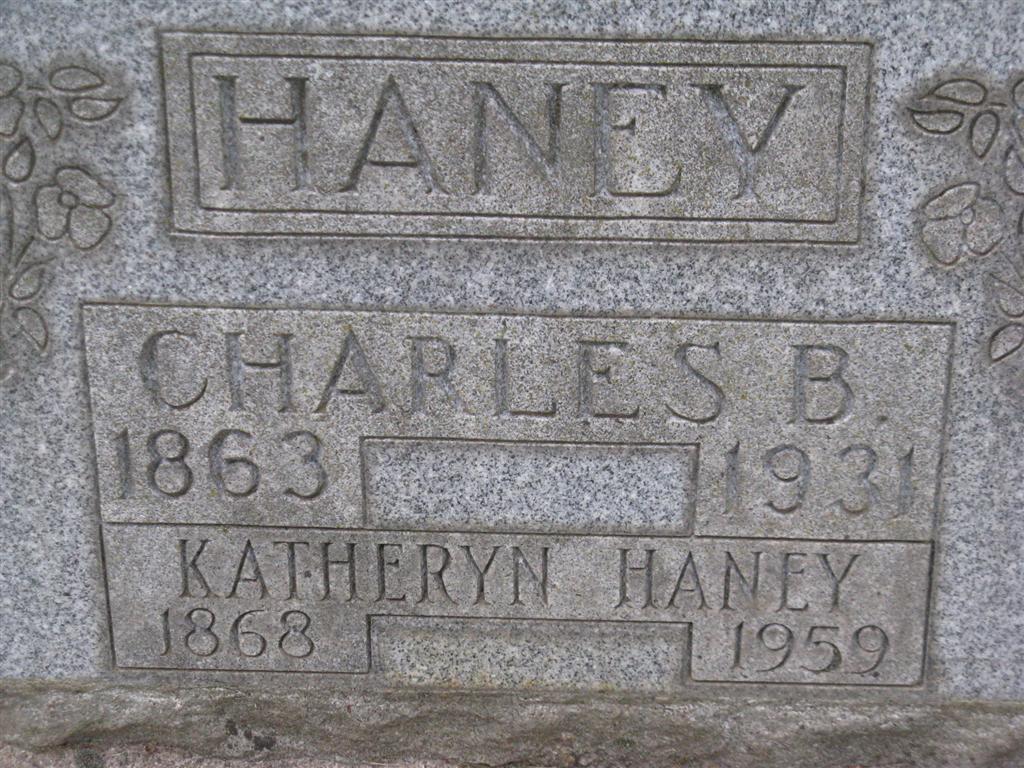 HANEY
CHARLES B.
1863 1931
KATHERYN HANEY
1868 1959